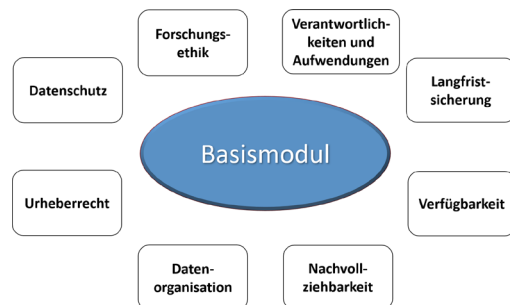 Forschungs-
ethik
Verantwortlich-
keiten und
Aufwendungen
Datenschutz
Langfrist-
sicherung
Basismodul
Urheberrecht
Verfügbarkeit
Daten-
organisation
Nachvoll-
ziehbarkeit